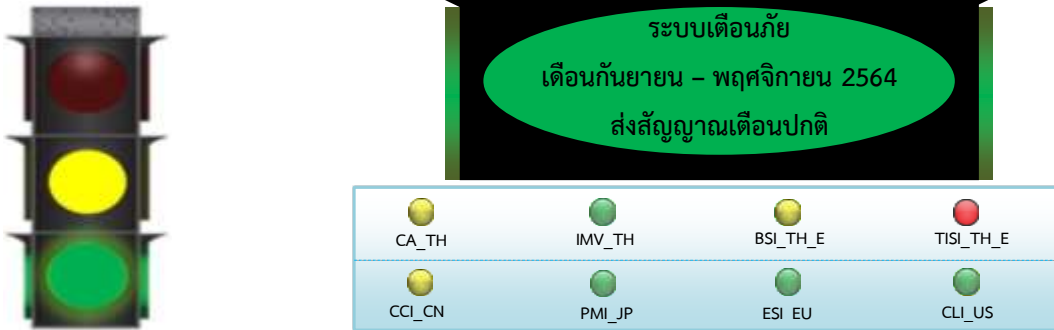 ระบบเตือนภัย
เดือนกันยายน – พฤศจิกายน 2564
ส่งสัญญาณเตือนปกติ
CA_TH IMV_TH BSI_TH_E TISI_TH_E
CCI_CN PMI_JP ESI EU CLI_US